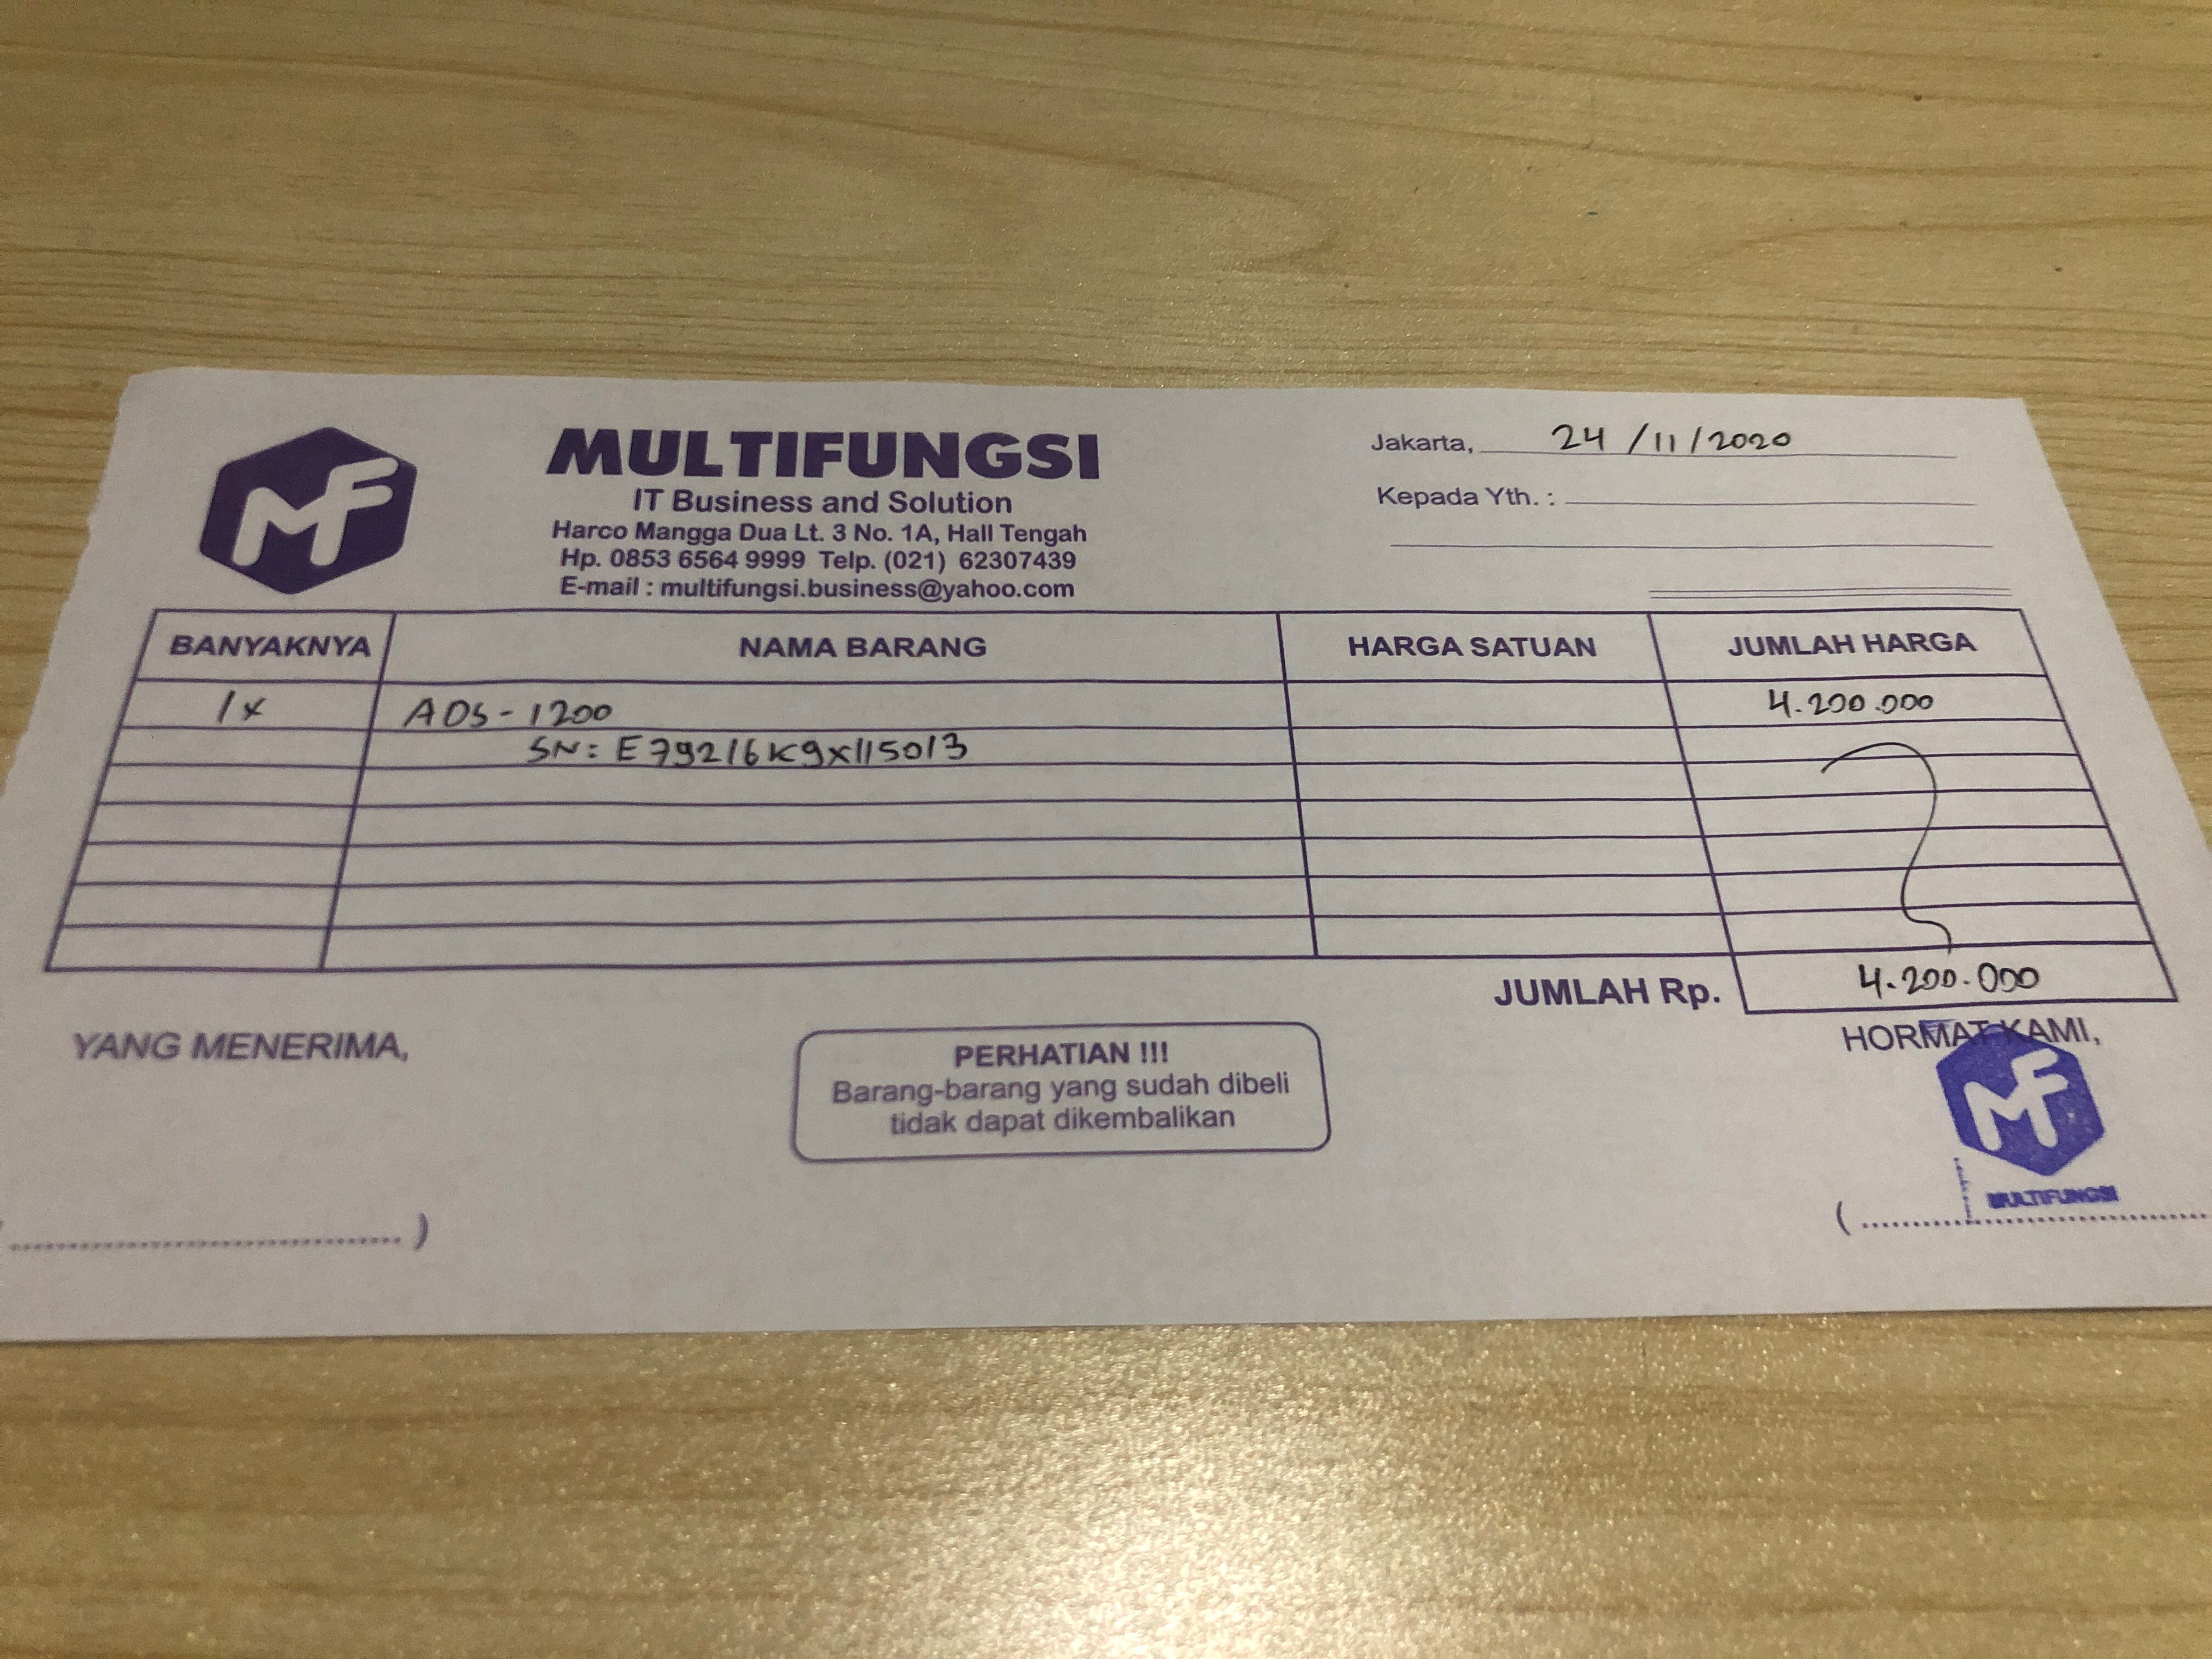 MF
MULTIFUNGSI
IT Business and Solution
Harco Mangga Dua Lt. 3 No. 1A, Hall Tengah
Hp. 0853 6564 9999 Telp. (021) 62307439
E-mail : multifungsi.business@yahoo.com
Jakarta, 24/11/2020
Kepada Yth. :
BANYAKNYA NAMA BARANG HARGA SATUAN JUMLAH HARGA
1x ADS-1200 4.200.000
SN: E79216K9X115013
JUMLAH Rp. 4.200.000
YANG MENERIMA,
PERHATIAN !!!
Barang-barang yang sudah dibeli
tidak dapat dikembalikan
HORMAT KAMI,
MF
MULTIFUNGSI